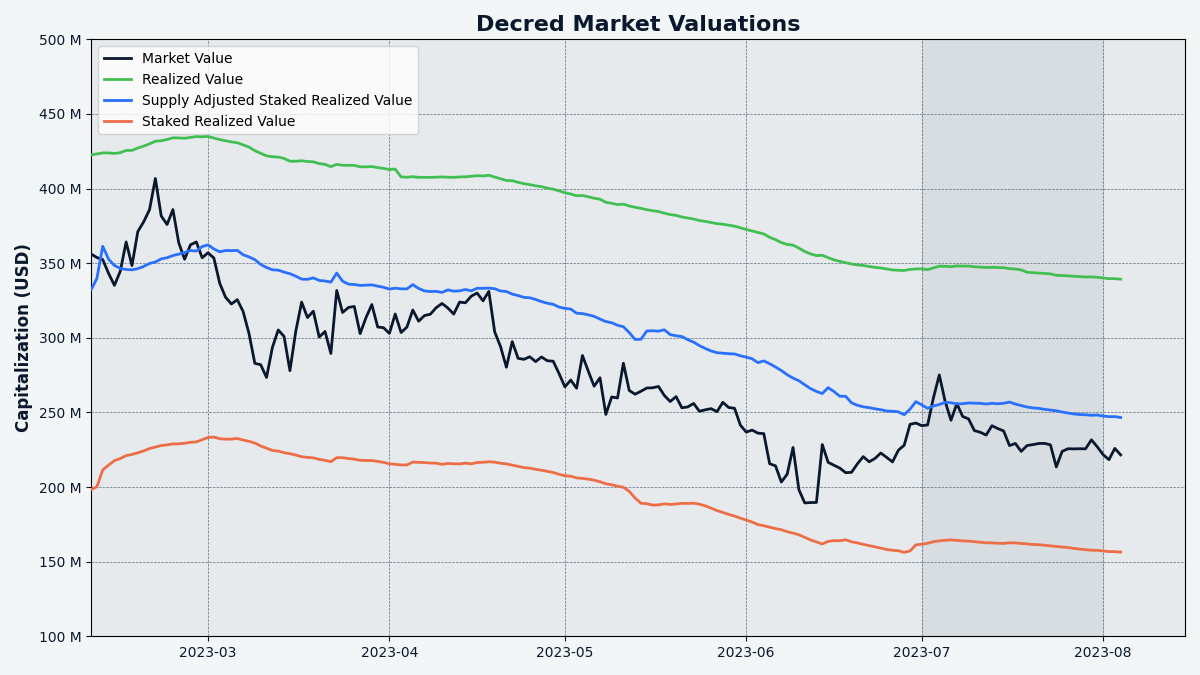 Decred Market Valuations
500 M
450 M
400 M
350 M
300 M
250 M
200 M
150 M
100 M
Capitalization (USD)
Market Value
Realized Value
Supply Adjusted Staked Realized Value
Staked Realized Value
2023-03
2023-04
2023-05
2023-06
2023-07
2023-08